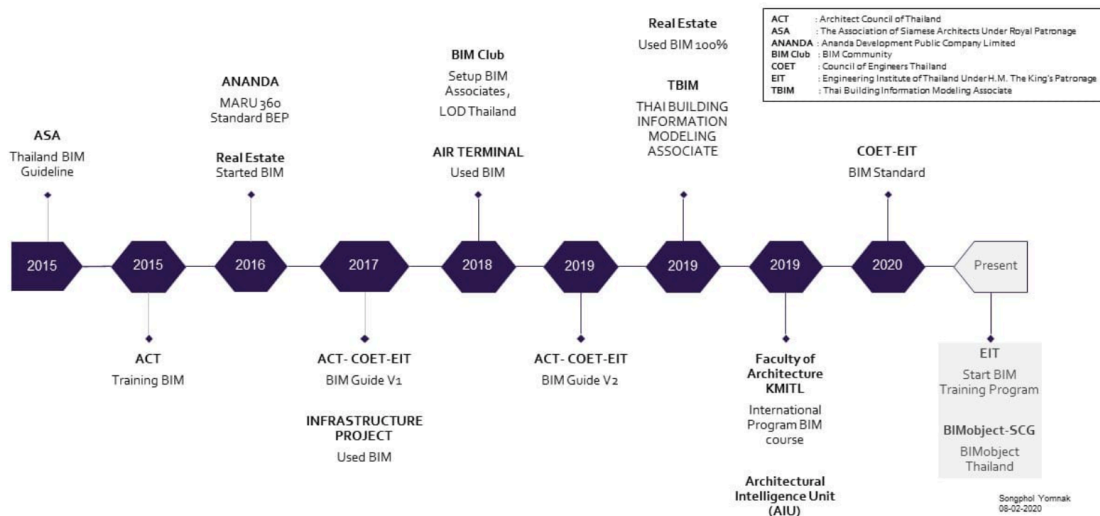 Real Estate
Used BIM 100%
TBIM
THAI BUILDING
INFORMATION
MODELING
ASSOCIATE
ACT : Architect Council of Thailand
ASA : The Association of Siamese Architects Under Royal Patronage
ANANDA : Ananda Development Public Company Limited
BIM Club : BIM Community
COET : Council of Engineers Thailand
EIT : Engineering Institute of Thailand Under H.M. The King's Patronage
TBIM : Thai Building Information Modeling Associate
BIM Club
Setup BIM
Associates,
LOD Thailand
AIR TERMINAL
Used BIM
ANANDA
MARU 360
Standard BEP
Real Estate
Started BIM
ASA
Thailand BIM
Guideline
COET-EIT
BIM Standard
2015
2015
2016
2017
2018
2019
2019
2019
2020
Present
ACT
Training BIM
ACT- COET-EIT
BIM Guide V1
INFRASTRUCTURE
PROJECT
Used BIM
ACT- COET-EIT
BIM Guide V2
Faculty of
Architecture
KMITL
International
Program BIM
course
Architectural
Intelligence Unit
(AIU)
EIT
Start BIM
Training Program
BIMobject-SCG
BIMobject
Thailand
Songphol Yomnak
08-02-2020